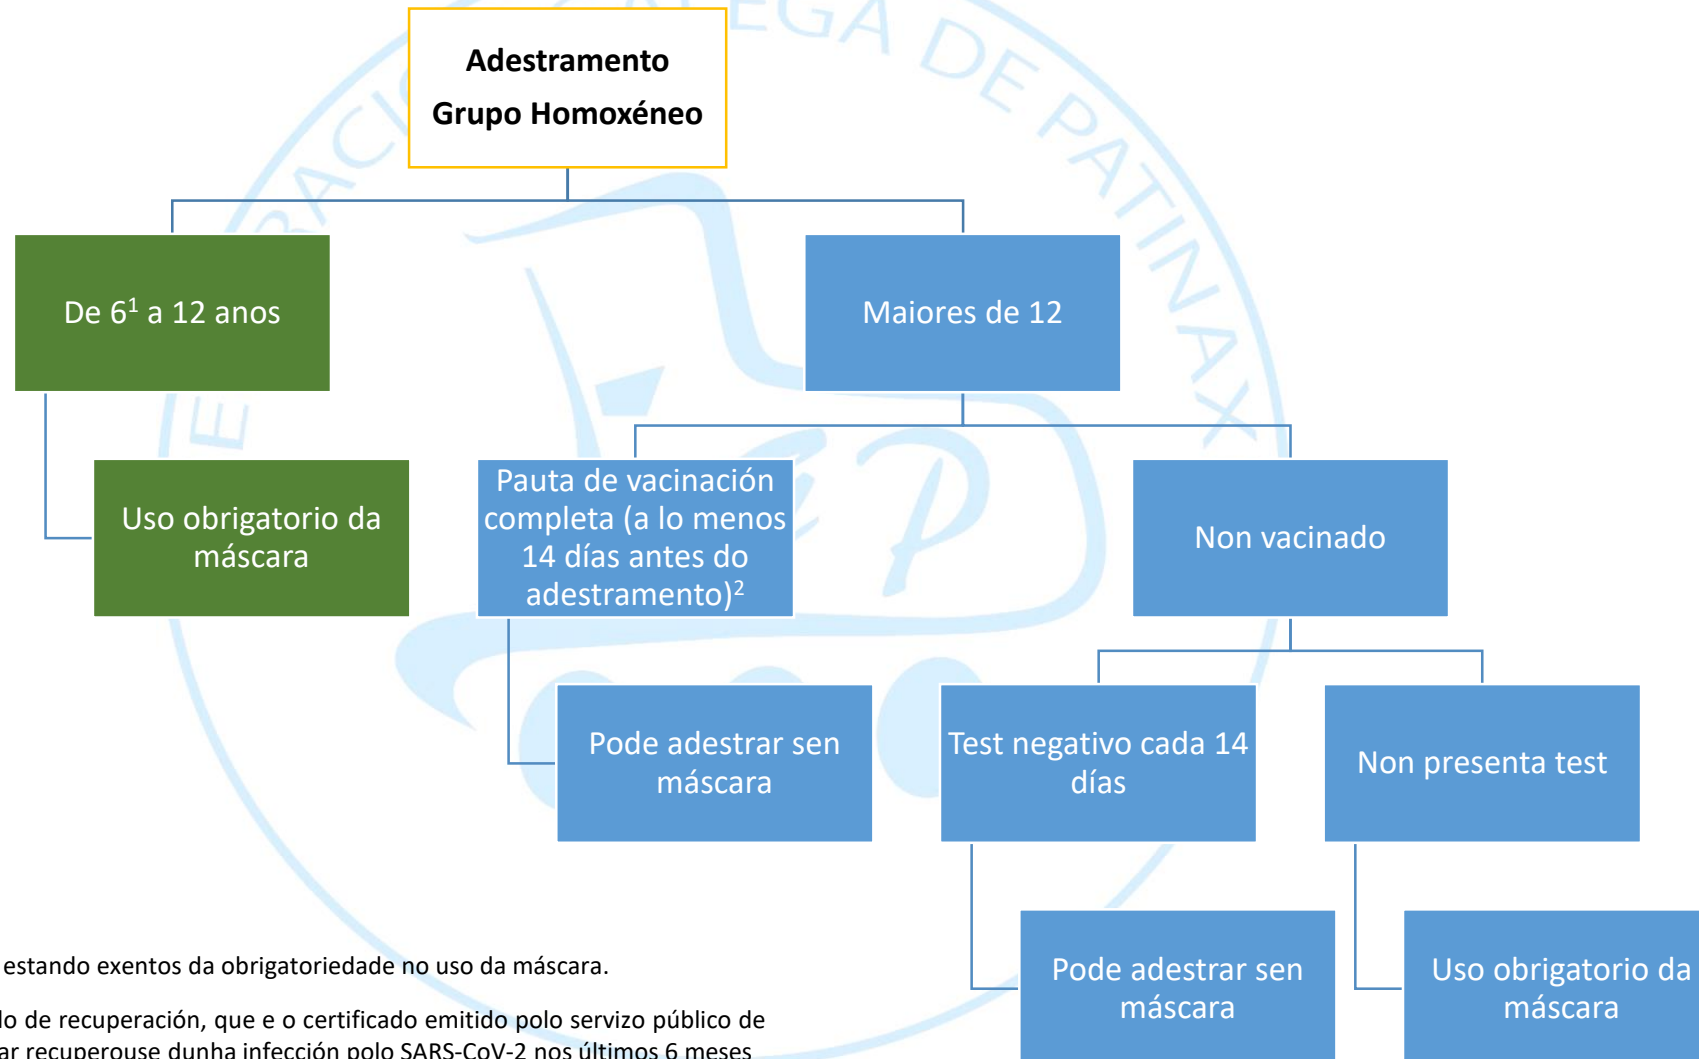 Adestramento
Grupo Homoxéneo
De 6¹ a 12 anos
Maiores de 12
Uso obrigatorio da
máscara
Pauta de vacinación
completa (a lo menos
14 días antes do
adestramento)²
Non vacinado
Pode adestrar sen
máscara
Test negativo cada 14
días
Non presenta test
Pode adestrar sen
máscara
Uso obrigatorio da
máscara
estando exentos da obrigatoriedade no uso da máscara.
de recuperación, que e o certificado emitido polo servizo público de
recuperouse dunha infección polo SARS-CoV-2 nos últimos 6 meses
EGA DE PATINAX